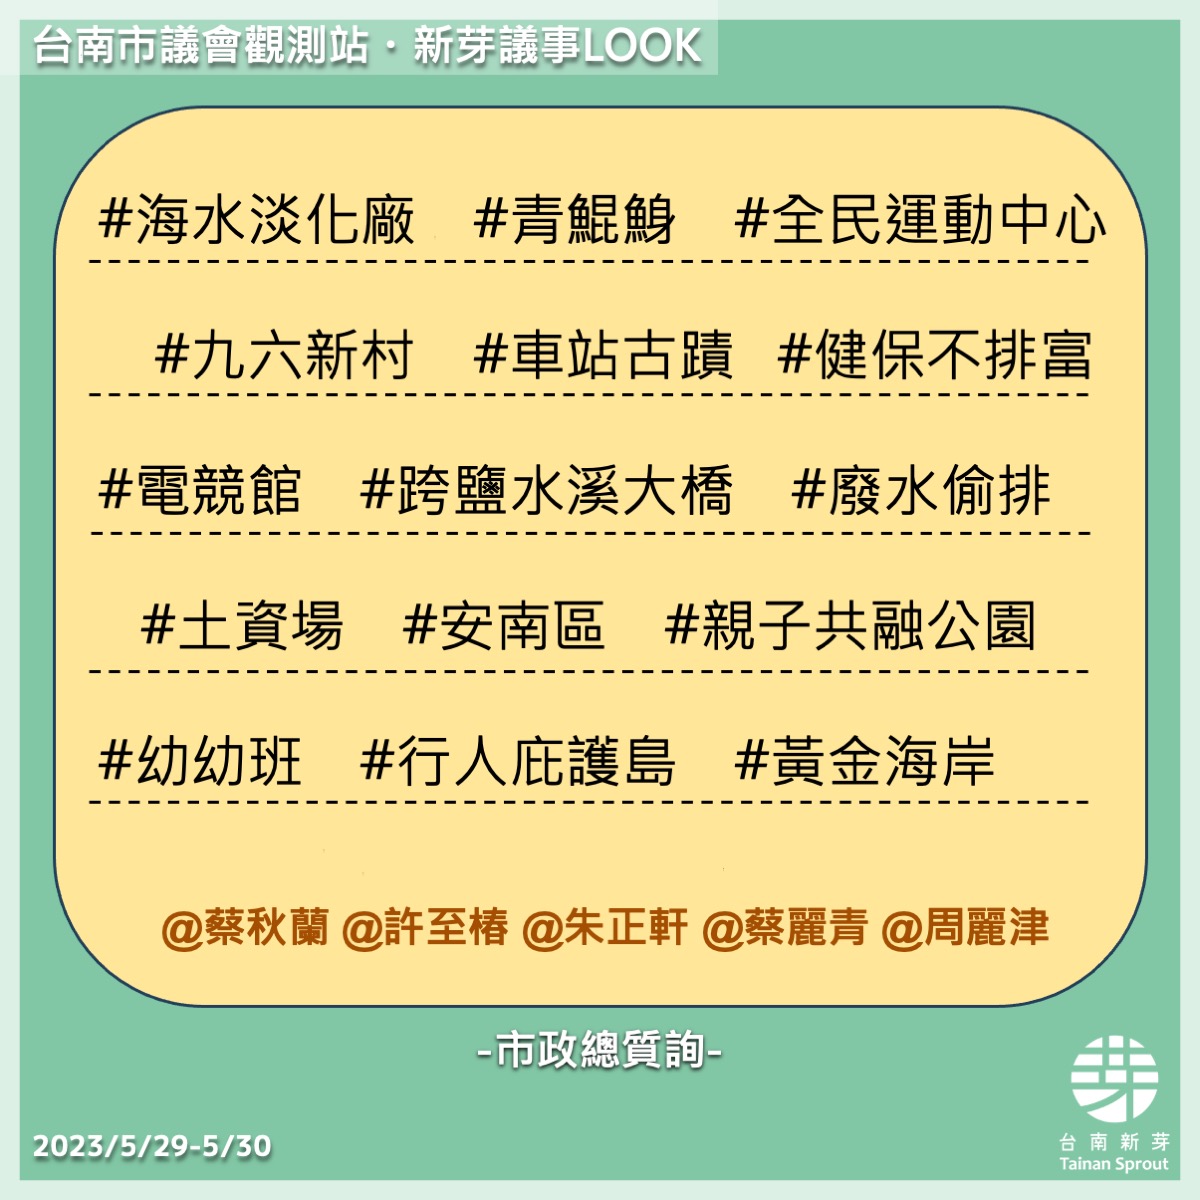 台南市議會觀測站・新芽議事LOOK
#海水淡化廠 #青鯤鯓 #全民運動中心
#九六新村 #車站古蹟 #健保不排富
#電競館 #跨鹽水溪大橋 #廢水偷排
#土資場 #安南區 #親子共融公園
#幼幼班 #行人庇護島 #黃金海岸
@蔡秋蘭 @許至椿 @朱正軒 @蔡麗青 @周麗津
-市政總質詢-
2023/5/29-5/30
芽
台南新芽
Tainan Sprout